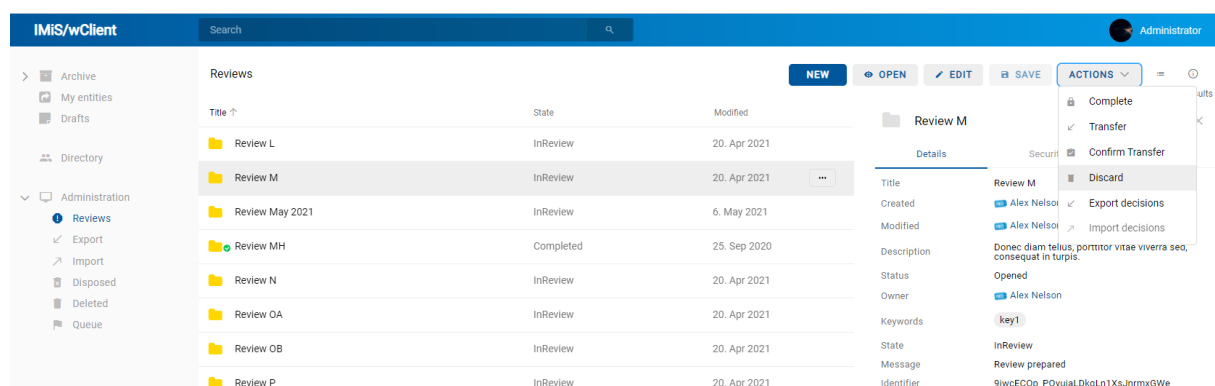 IMiS/wClient
Search
Administrator
Archive
My entities
Drafts
Directory
Administration
Reviews
Export
Import
Disposed
Deleted
Queue
Reviews
NEW
OPEN
EDIT
SAVE
ACTIONS
Title
State
Modified
Review L InReview 20. Apr 2021
Review M InReview 20. Apr 2021 ...
Review May 2021 InReview 6. May 2021
Review MH Completed 25. Sep 2020
Review N InReview 20. Apr 2021
Review OA InReview 20. Apr 2021
Review OB InReview 20. Apr 2021
Review P InReview 20. Apr 2021
Complete
Transfer
Confirm Transfer
Discard
Export decisions
Import decisions
Review M
Details
Title Review M
Created Alex Nelson
Modified Alex Nelson
Description Donec diam tellus, porttitor vitae viverra sed,
consequat in turpis.
Status Opened
Owner Alex Nelson
Keywords key1
State InReview
Message Review prepared
Identifier